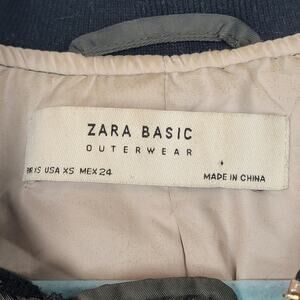 ZARA BASIC
OUTERWEAR
USA XS MEX 24
MADE IN CHINA